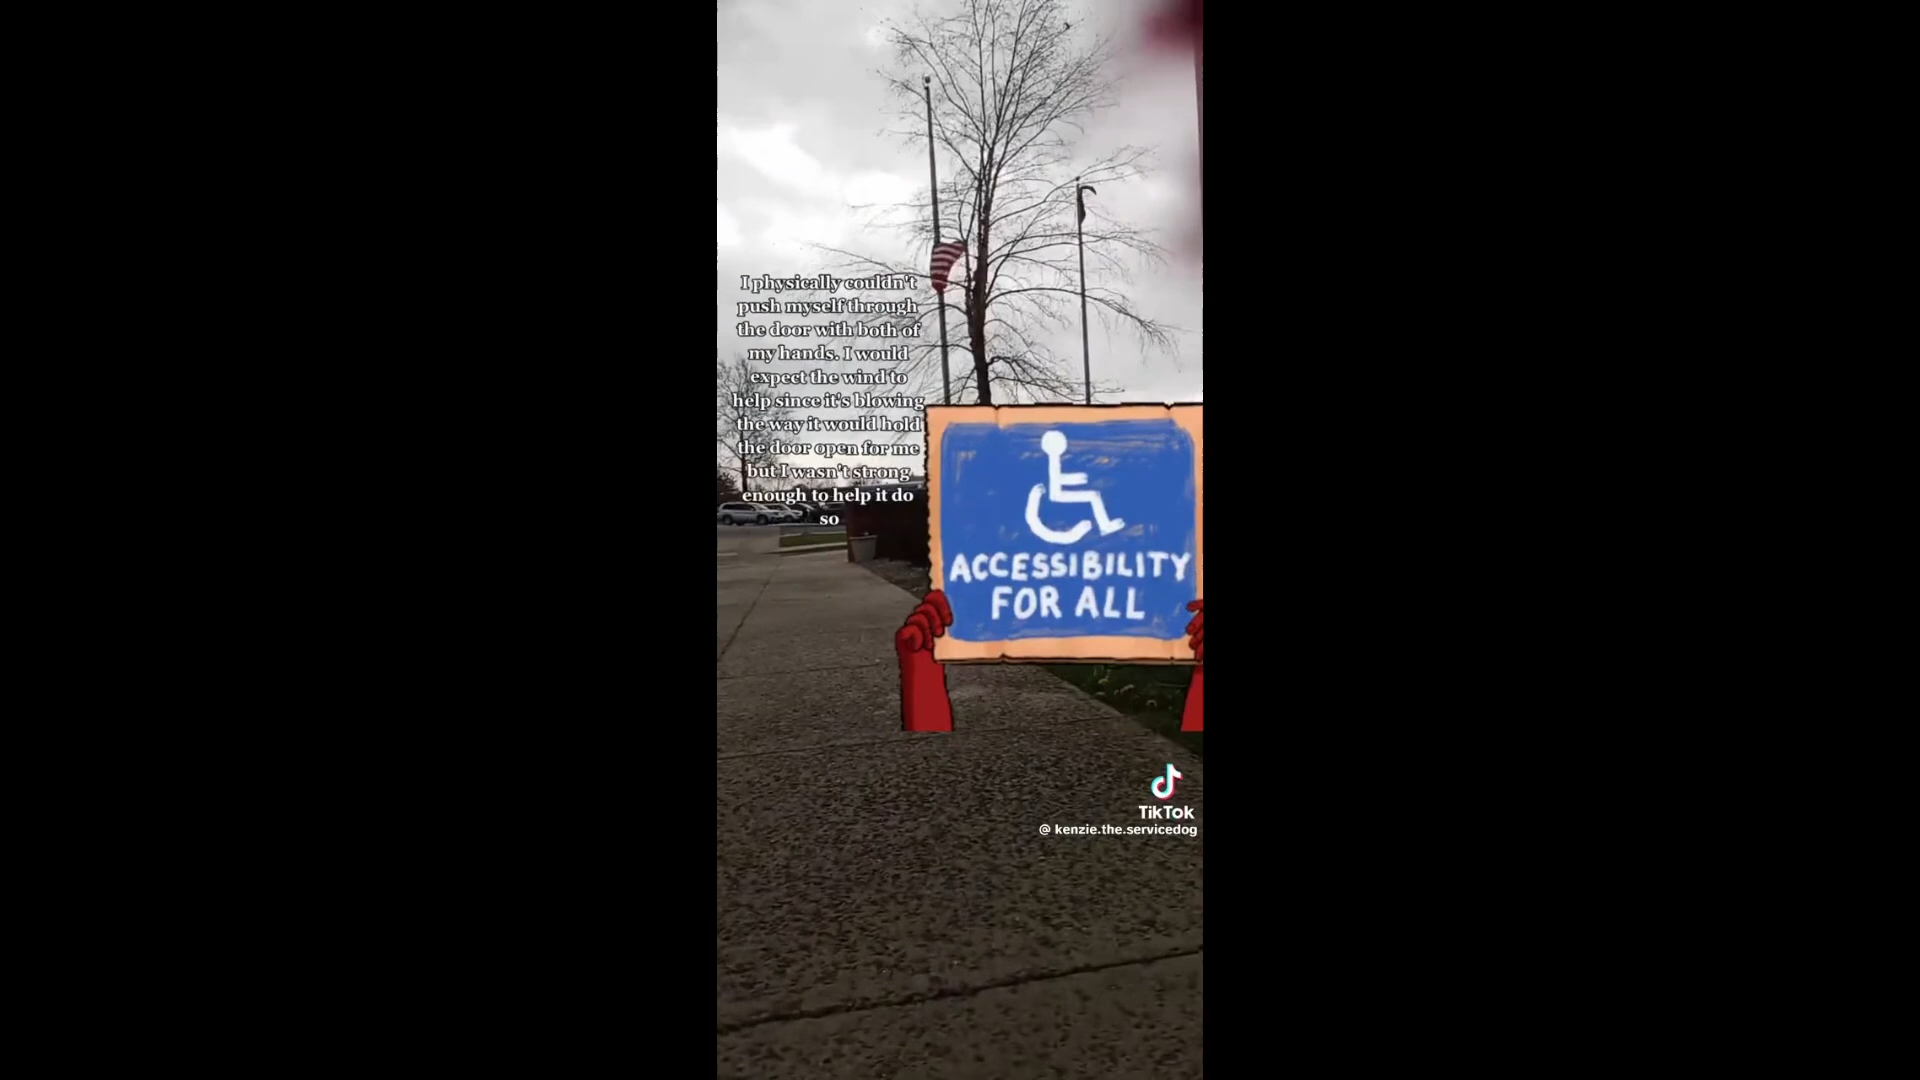 I physically couldn't
push myself through
the door with both of
my hands. I would
expect the wind to
help since it's blowing
the way it would hold
the door open for me
but I wasn't strong
enough to help it do
so
ACCESSIBILITY
FOR ALL
TikTok
@ kenzie.the.servicedog